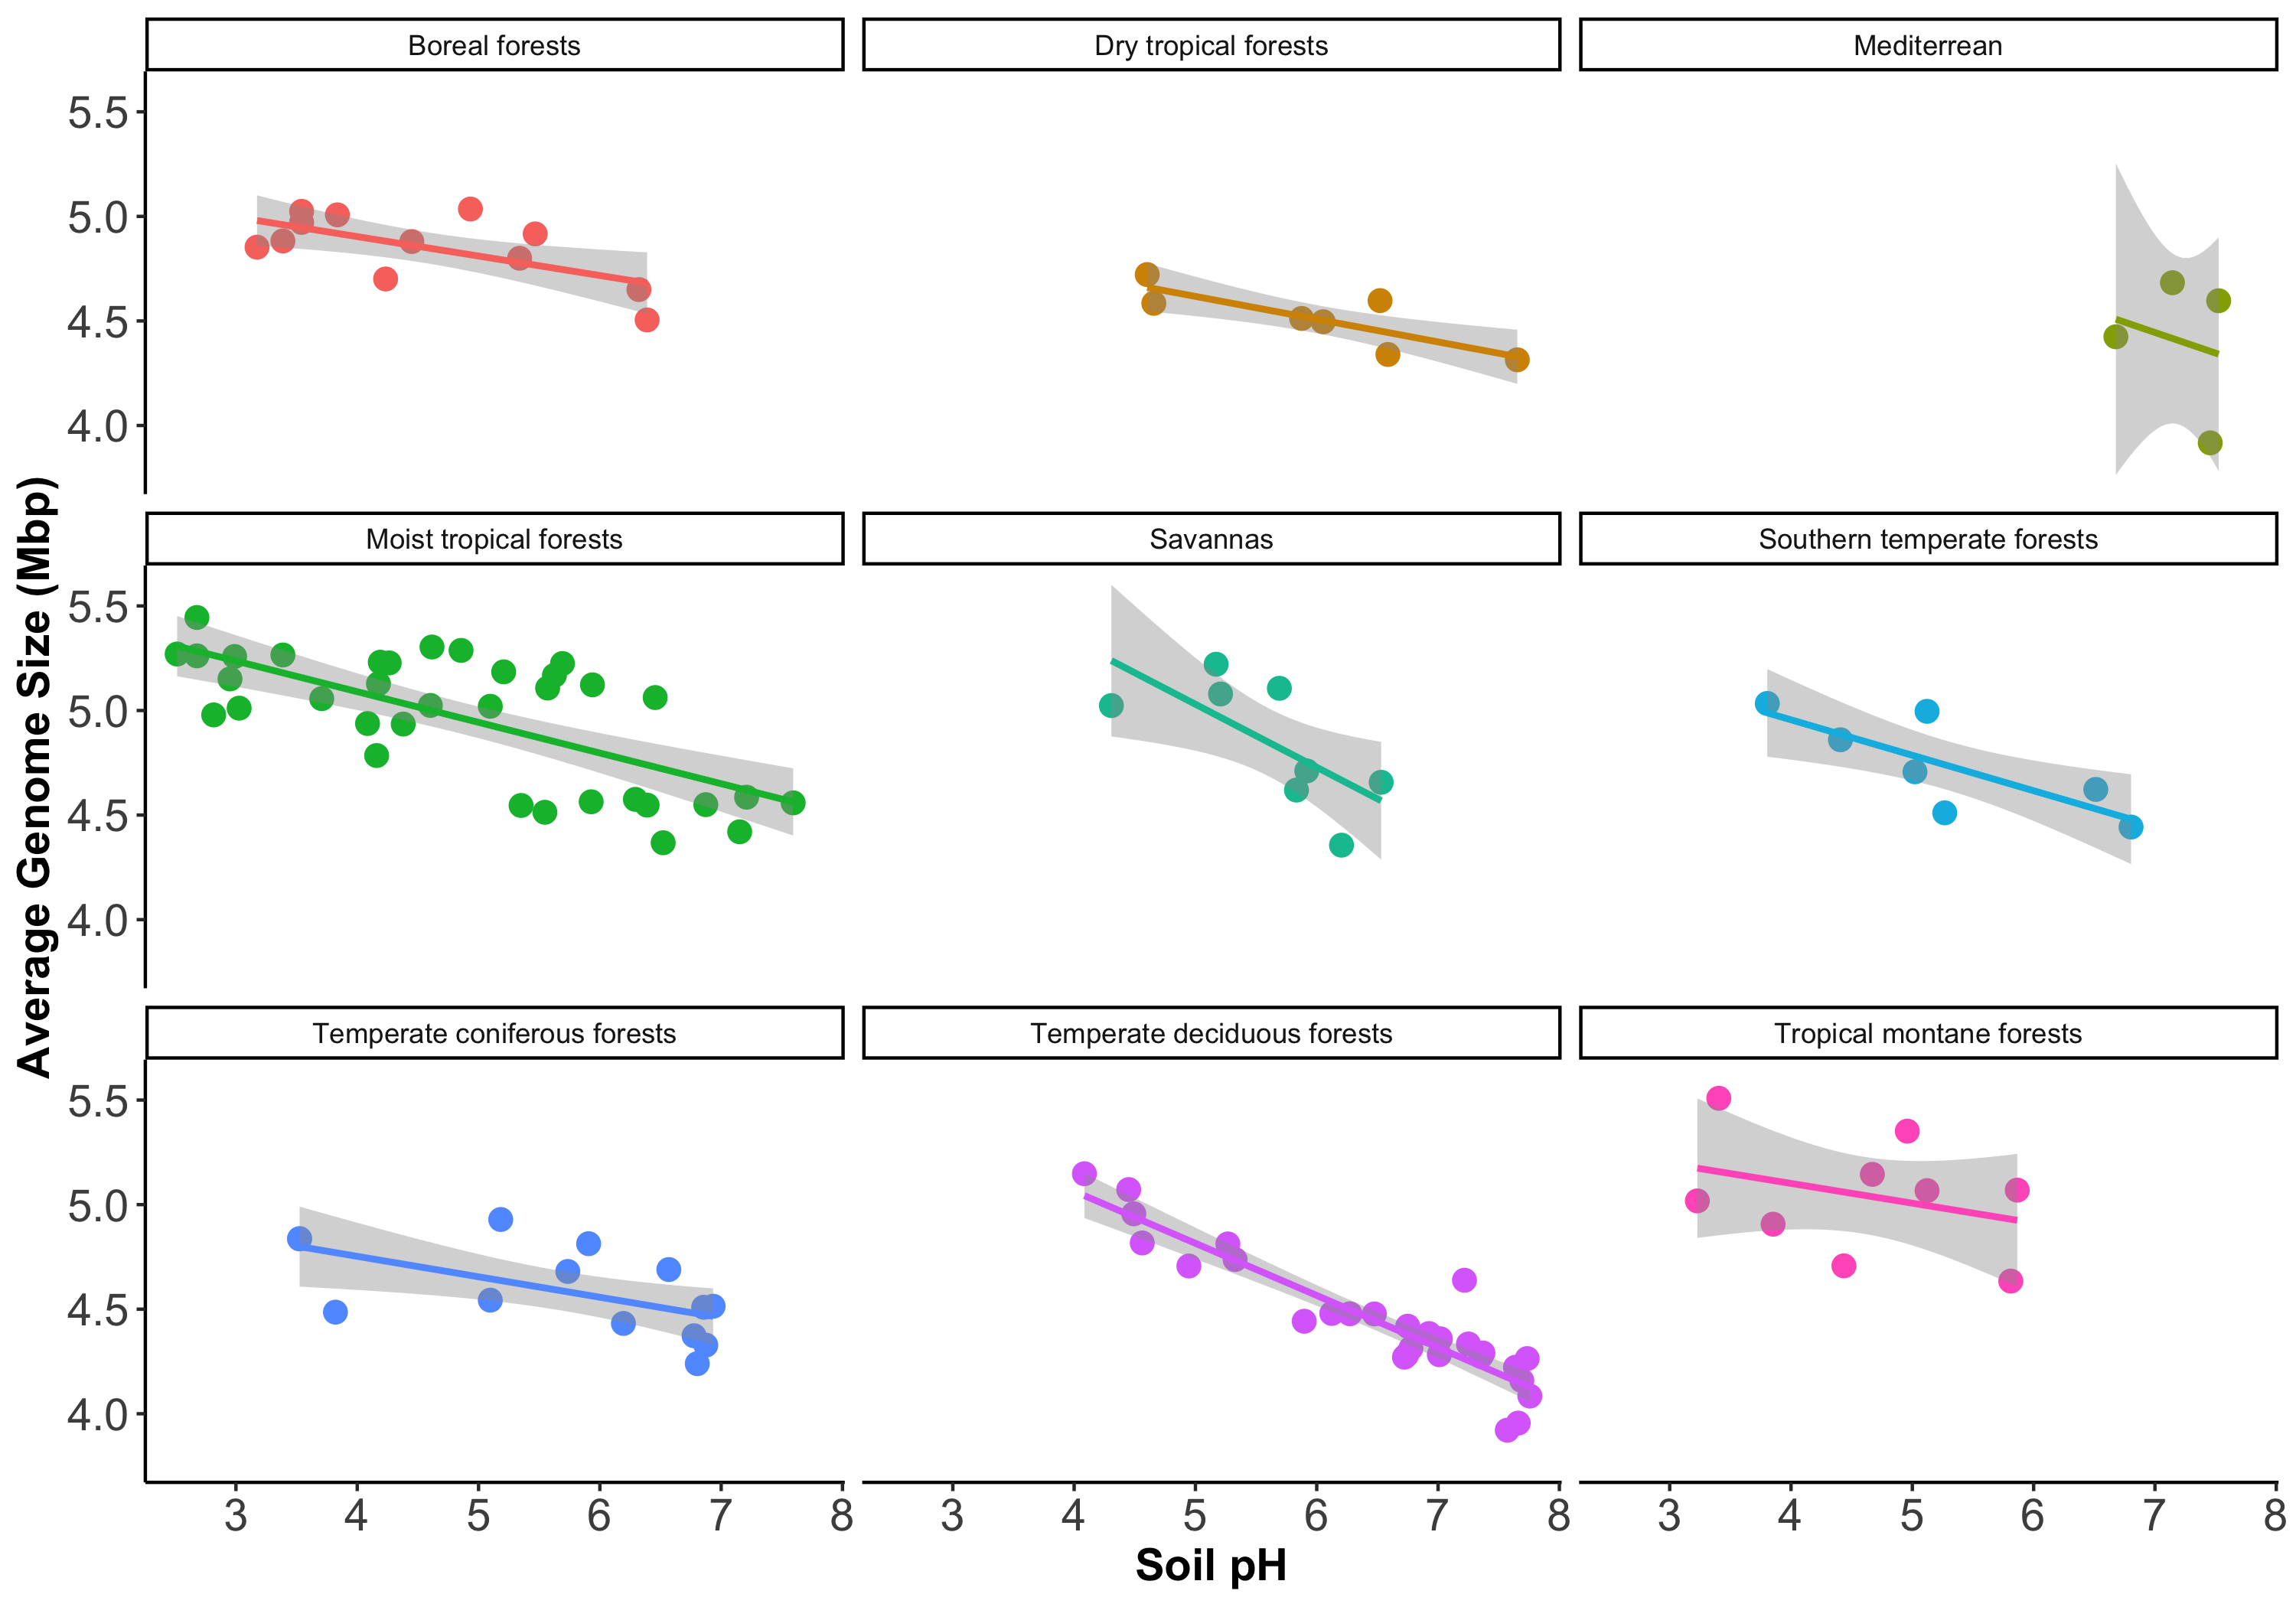 Boreal forests
Dry tropical forests
Mediterrean
5.5
5.0
4.5
4.0
Moist tropical forests
Savannas
Southern temperate forests
5.5
5.0
4.5
4.0
Temperate coniferous forests
Temperate deciduous forests
Tropical montane forests
5.5
5.0
4.5
4.0
3 4 5 6 7 8
3 4 5 6 7 8
3 4 5 6 7 8
Soil pH
Average Genome Size (Mbp)